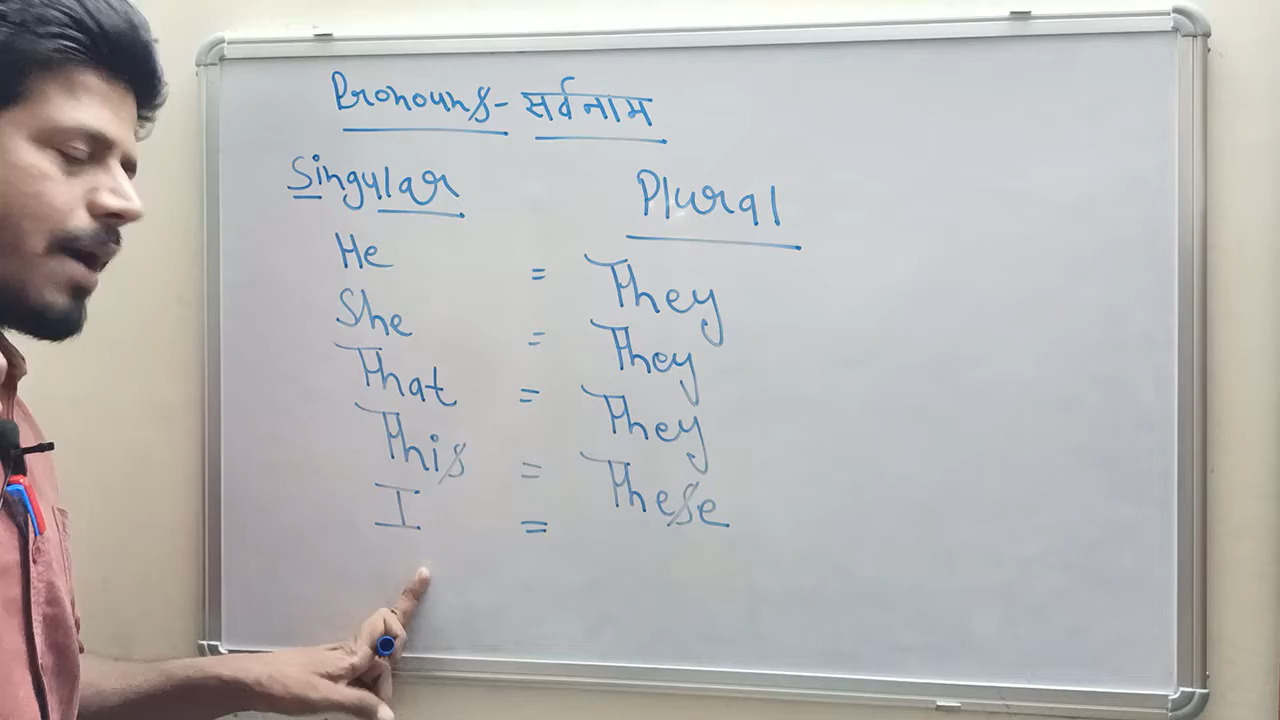 Pronouns- सर्वनाम
Singular Plural
He = They
She = They
That = They
This = These
I =